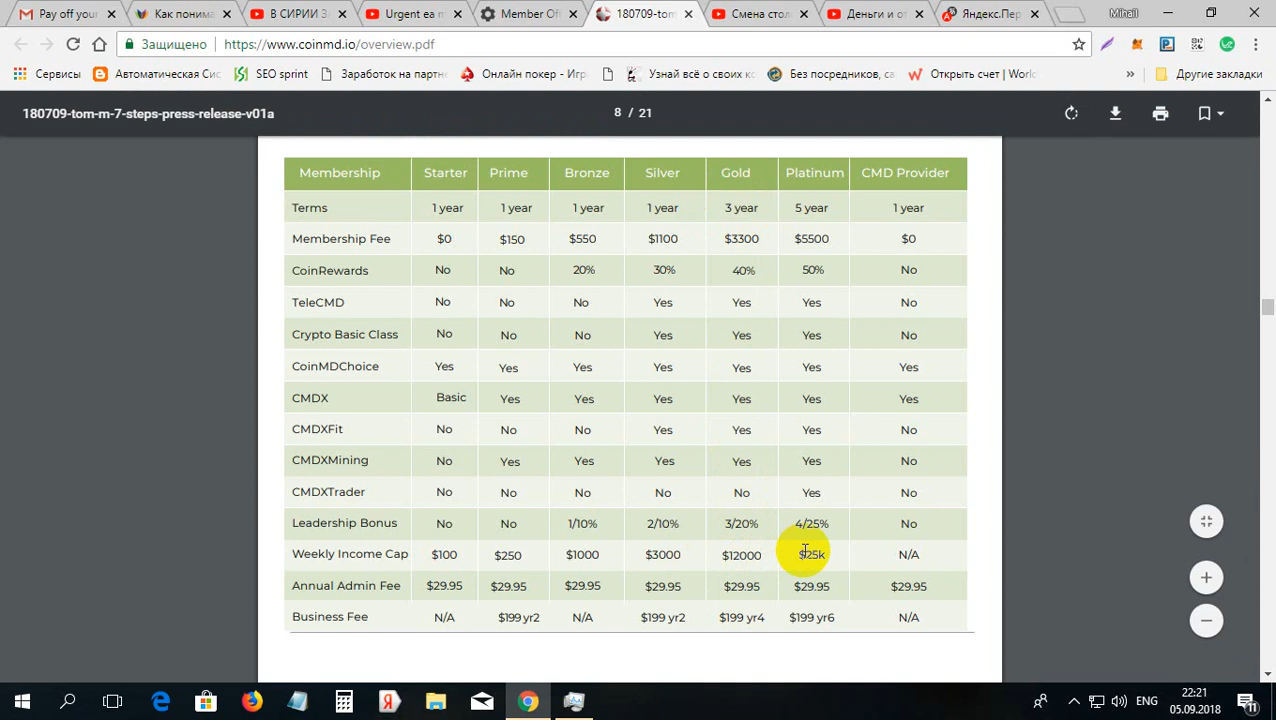 Pay off your
Как понима
В СИРИИ З
Urgent ea m
Member Of
180709-tom
Смена стол
Деньги и от
Яндекс.Пер
Mihail
Защищено
https://www.coinmd.io/overview.pdf
Сервисы
Автоматическая Сис
SEO sprint
Заработок на партне
Онлайн покер - Игр
Узнай всё о своих ко
Без посредников, са
Открыть счет | World
»
Другие закладки
180709-tom-m-7-steps-press-release-v01a
8 / 21
Membership Starter Prime Bronze Silver Gold Platinum CMD Provider
Terms 1 year 1 year 1 year 1 year 3 year 5 year 1 year
Membership Fee $0 $150 $550 $1100 $3300 $5500 $0
CoinRewards No No 20% 30% 40% 50% No
TeleCMD No No No Yes Yes Yes No
Crypto Basic Class No No No Yes Yes Yes No
CoinMDChoice Yes Yes Yes Yes Yes Yes Yes
CMDX Basic Yes Yes Yes Yes Yes Yes
CMDXFit No No No Yes Yes Yes No
CMDXMining No Yes Yes Yes Yes Yes No
CMDXTrader No No No No No Yes No
Leadership Bonus No No 1/10% 2/10% 3/20% 4/25% No
Weekly Income Cap $100 $250 $1000 $3000 $12000 $25k N/A
Annual Admin Fee $29.95 $29.95 $29.95 $29.95 $29.95 $29.95 $29.95
Business Fee N/A $199 yr2 N/A $199 yr2 $199 yr4 $199 yr6 N/A
ENG
22:21
05.09.2018
11